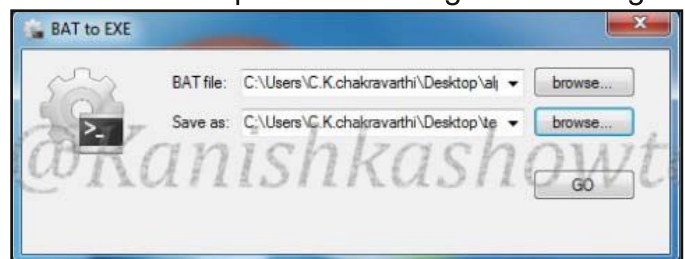 BAT to EXE
BAT file: C:\Users\C.K.chakravarthi\Desktop\al browse...
Save as: C:\Users\C.K.chakravarthi\Desktop\te browse...
@Kanishkashowt
GO